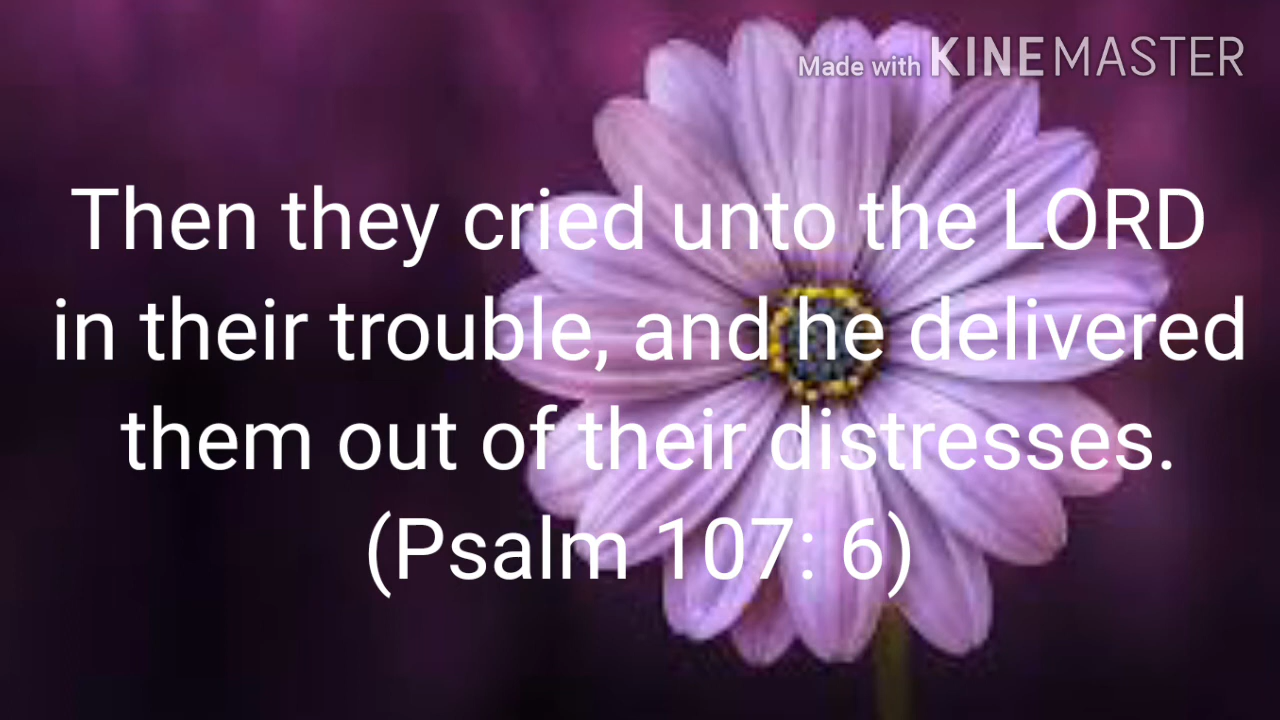 Made with KINEMASTER
Then they cried unto the LORD
in their trouble, and he delivered
them out of their distresses.
(Psalm 107: 6)